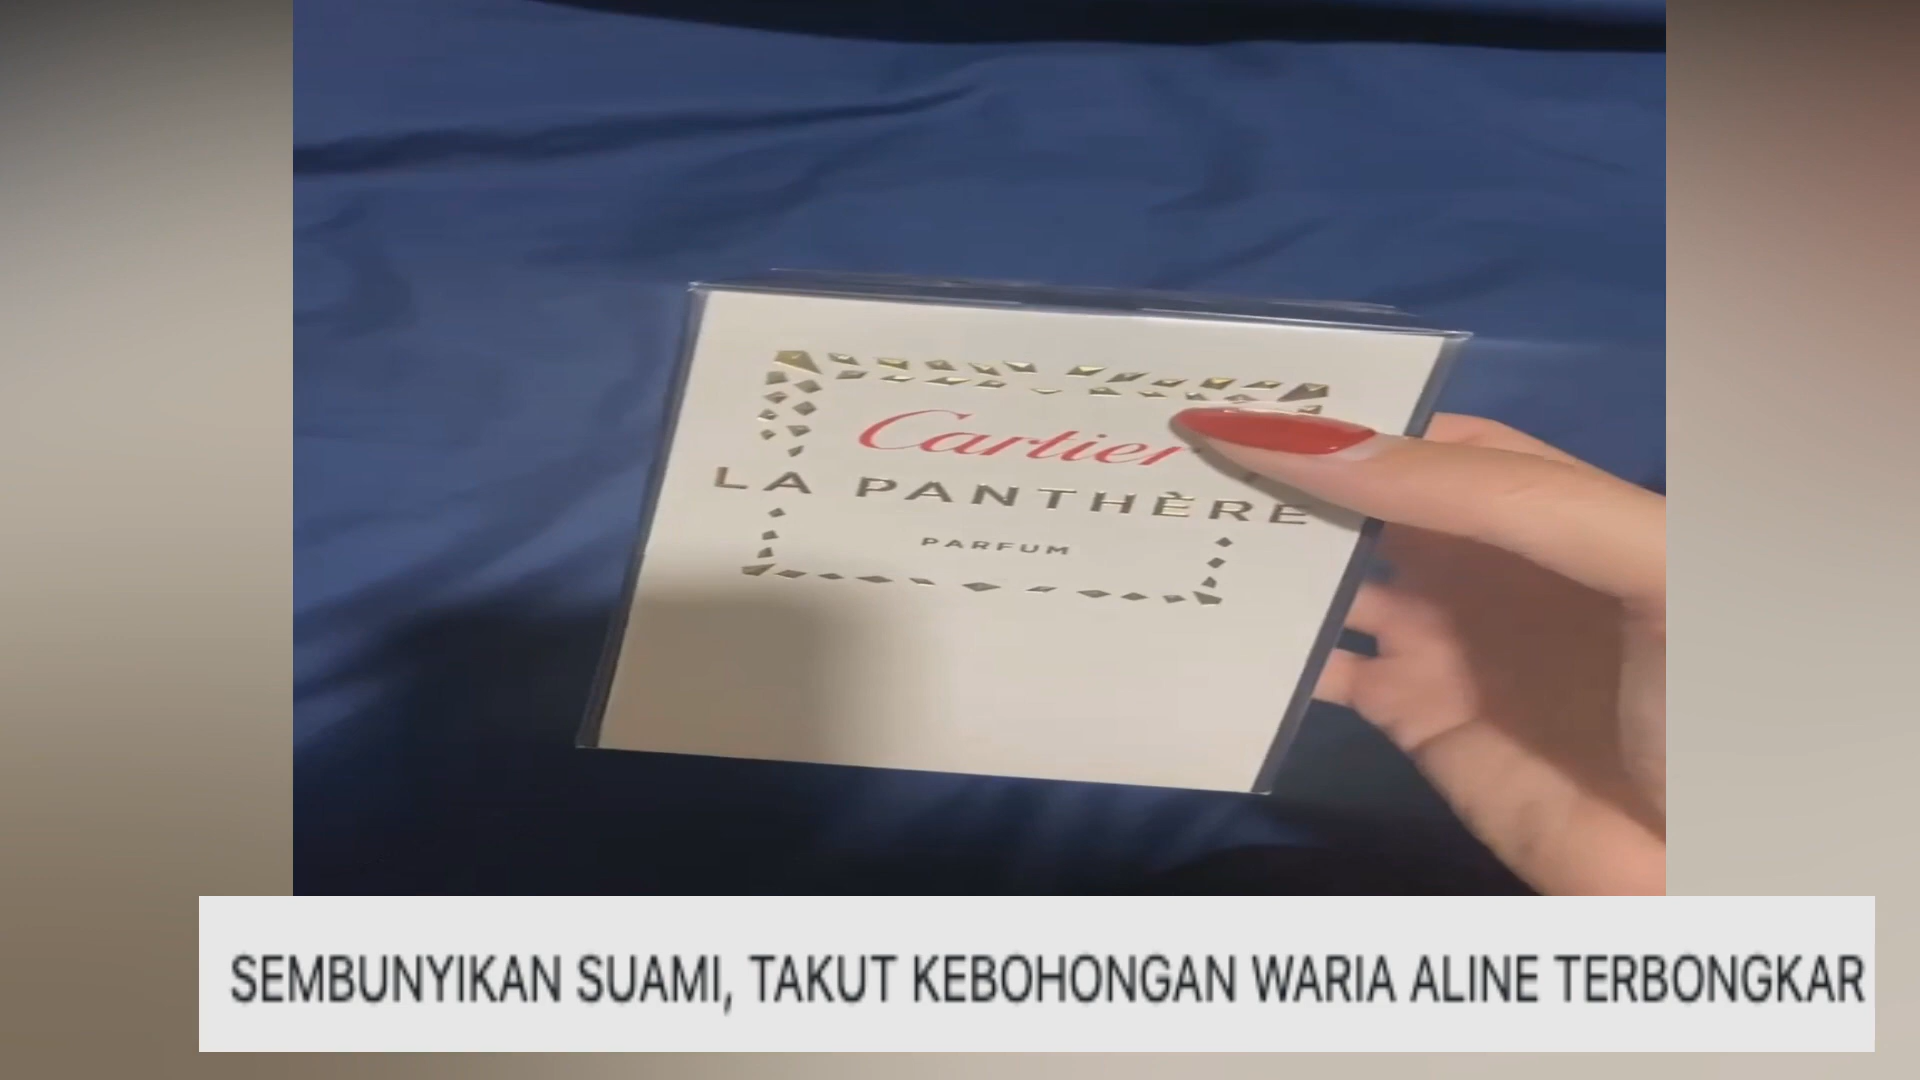 Cartier
LA PANTHÈRE
PARFUM
SEMBUNYIKAN SUAMI, TAKUT KEBOHONGAN WARIA ALINE TERBONGKAR